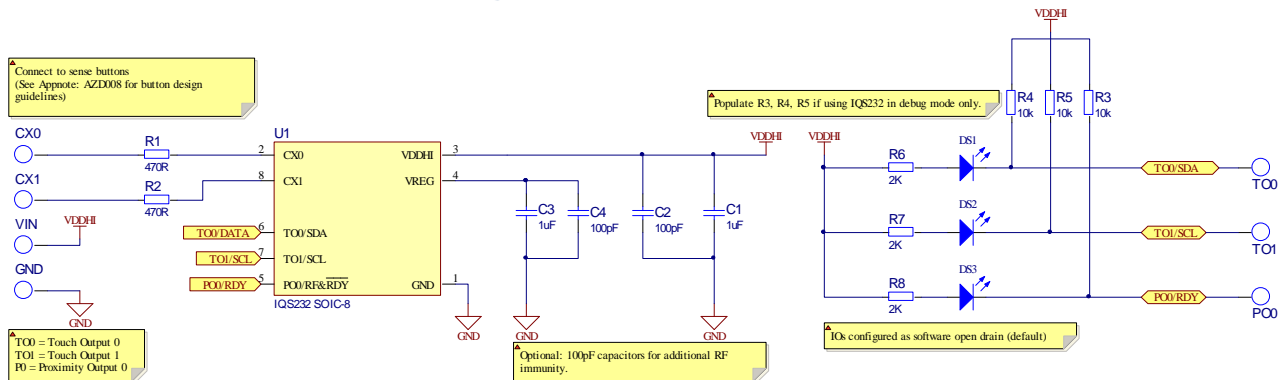 VDDHI
Connect to sense buttons
(See Appnote: AZD008 for button design
guidelines)
Populate R3, R4, R5 if using IQS232 in debug mode only.
R4
10k
R5
10k
R3
10k
CX0
R1
470R
CX1
R2
470R
VIN
VDDHI
GND
GND
U1
2
CX0
8
CX1
6
TO0/SDA
7
TO1/SCL
5
PO0/RF&RDY
VDDHI
3
VREG
4
GND
1
IQS232 SOIC-8
TO0/DATA
TO1/SCL
PO0/RDY
GND
VDDHI
C3
1uF
C4
100pF
C2
100pF
C1
1uF
GND
GND
VDDHI
R6
2K
DS1
TO0/SDA
TO0
R7
2K
DS2
TO1/SCL
TO1
R8
2K
DS3
PO0/RDY
PO0
TO0 = Touch Output 0
TO1 = Touch Output 1
P0 = Proximity Output 0
Optional: 100pF capacitors for additional RF
immunity.
IOs configured as software open drain (default)